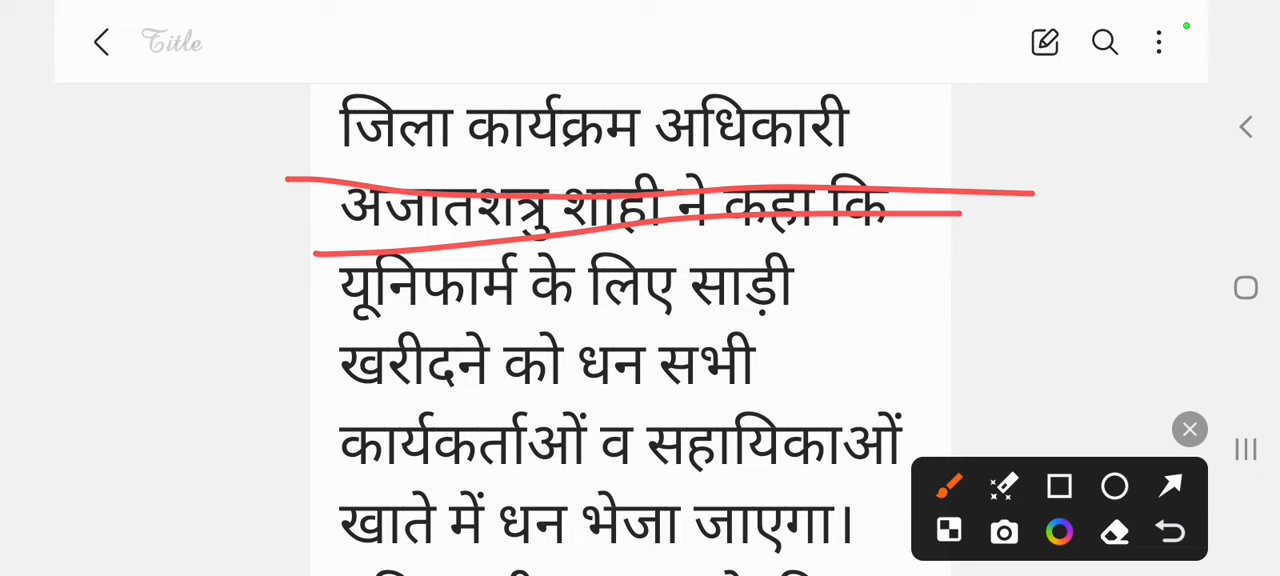 Title
जिला कार्यक्रम अधिकारी
अजातशत्रु शाही ने कहा कि
यूनिफार्म के लिए साड़ी
खरीदने को धन सभी
कार्यकर्ताओं व सहायिकाओं
खाते में धन भेजा जाएगा।